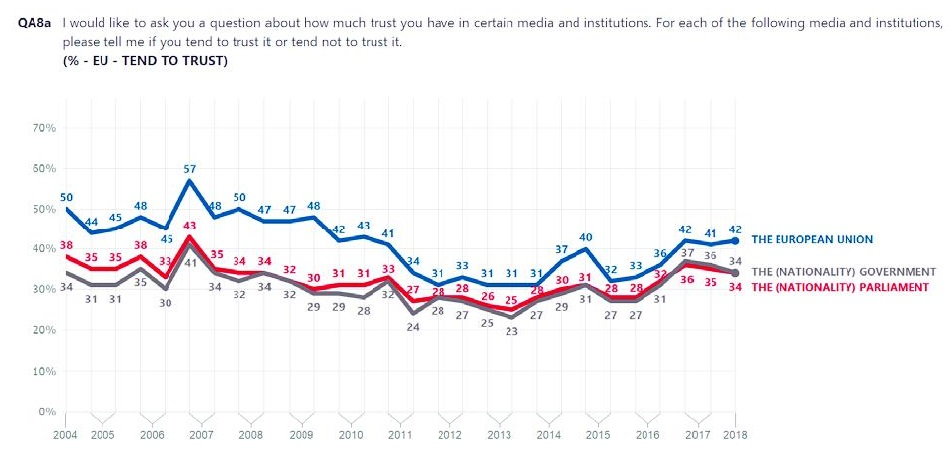 QA8a I would like to ask you a question about how much trust you have in certain media and institutions. For each of the following media and institutions,
please tell me if you tend to trust it or tend not to trust it.
(% - EU - TEND TO TRUST)
70%
60%
50%
40%
30%
20%
10%
0%
50 44 45 48 45 57 48 50 47 47 48 42 43 41 34 31 33 31 31 31 37 40 32 33 36 42 41 42
THE EUROPEAN UNION
34 31 31 35 30 41 34 32 34 32 29 29 28 32 24 28 27 25 23 27 29 31 27 27 31 37 36 34
THE (NATIONALITY) GOVERNMENT
38 35 35 38 33 43 35 34 34 32 30 31 31 33 27 28 28 26 25 28 30 31 28 28 32 36 35 34
THE (NATIONALITY) PARLIAMENT
2004 2005 2006 2007 2008 2009 2010 2011 2012 2013 2014 2015 2016 2017 2018